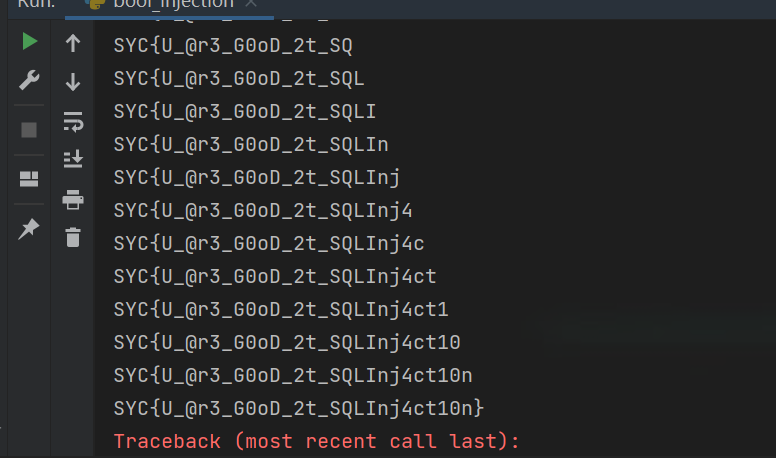 Run: bool_injection
SYC{U_@r3_G0oD_2t_SQ
SYC{U_@r3_G0oD_2t_SQL
SYC{U_@r3_G0oD_2t_SQLI
SYC{U_@r3_G0oD_2t_SQLIn
SYC{U_@r3_G0oD_2t_SQLInj
SYC{U_@r3_G0oD_2t_SQLInj4
SYC{U_@r3_G0oD_2t_SQLInj4c
SYC{U_@r3_G0oD_2t_SQLInj4ct
SYC{U_@r3_G0oD_2t_SQLInj4ct1
SYC{U_@r3_G0oD_2t_SQLInj4ct10
SYC{U_@r3_G0oD_2t_SQLInj4ct10n
SYC{U_@r3_G0oD_2t_SQLInj4ct10n}
Traceback (most recent call last):